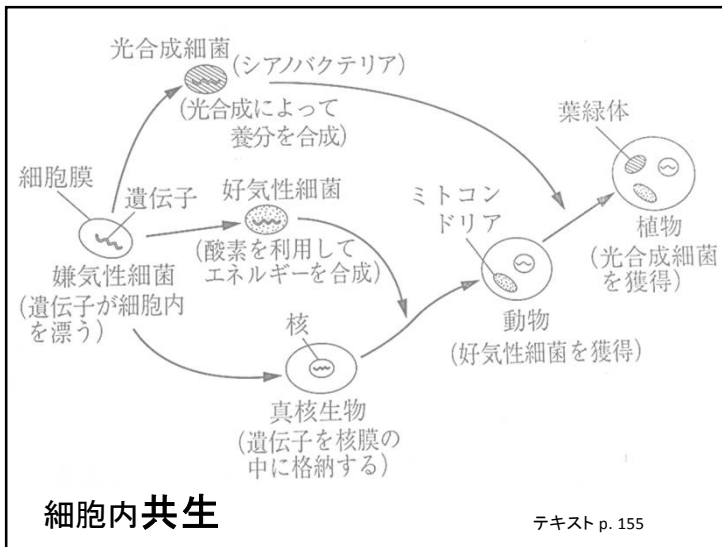 光合成細菌
(シアノバクテリア)
(光合成によって
養分を合成)
葉緑体
細胞膜
遺伝子
好気性細菌
ミトコン
ドリア
植物
(光合成細菌
を獲得)
(酸素を利用して
エネルギーを合成)
嫌気性細菌
(遺伝子が細胞内
を漂う)
動物
(好気性細菌を獲得)
核
真核生物
(遺伝子を核膜の
中に格納する)
細胞内共生
テキスト p. 155